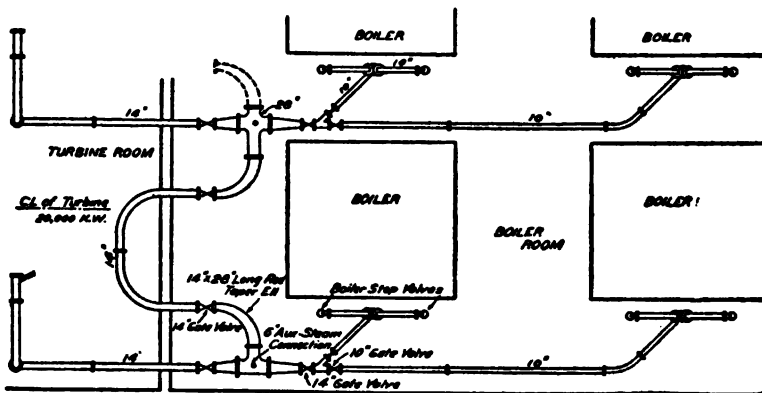 BOILER
BOILER
10"
10"
28"
14"
10"
TURBINE ROOM
C.L. of Turbine
20,000 K.W.
BOILER
BOILER !
BOILER
ROOM
14"
14"x28" Long Rad
Taper Ell
Boiler Stop Valves
14" Gate Valve
6" Aux-Steam
Connection
10" Gate Valve
14"
10"
14" Gate Valve